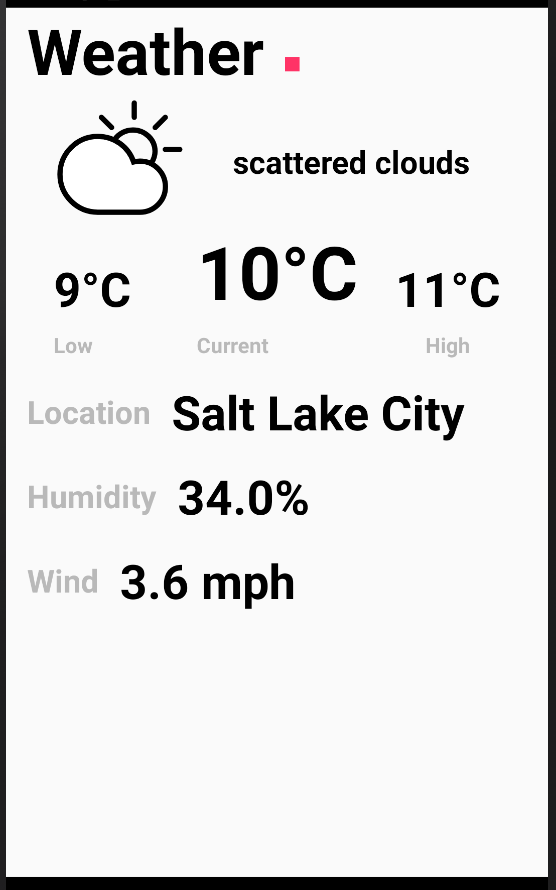 Weather
scattered clouds
9°C 10°C 11°C
Low Current High
Location Salt Lake City
Humidity 34.0%
Wind 3.6 mph